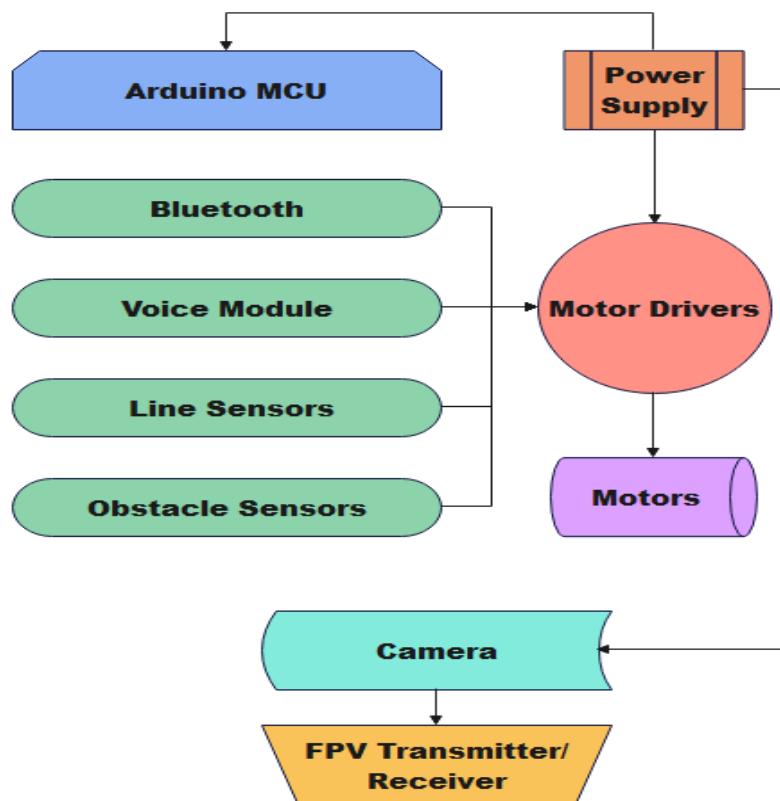 Arduino MCU
Power
Supply
Bluetooth
Voice Module
Motor Drivers
Line Sensors
Obstacle Sensors
Motors
Camera
FPV Transmitter/
Receiver